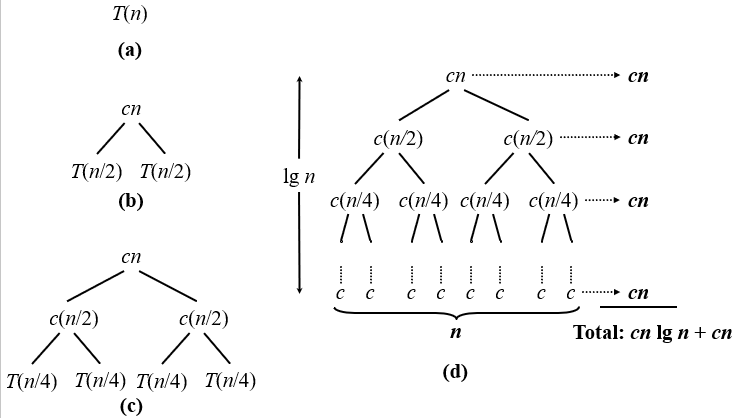 T(n)
(a)
cn
T(n/2) T(n/2)
(b)
cn
c(n/2) c(n/2)
T(n/4) T(n/4) T(n/4) T(n/4)
(c)
lg n
cn cn
c(n/2) c(n/2) cn
c(n/4) c(n/4) c(n/4) c(n/4) cn
c c c c c c c c cn
n
Total: cn lg n + cn
(d)